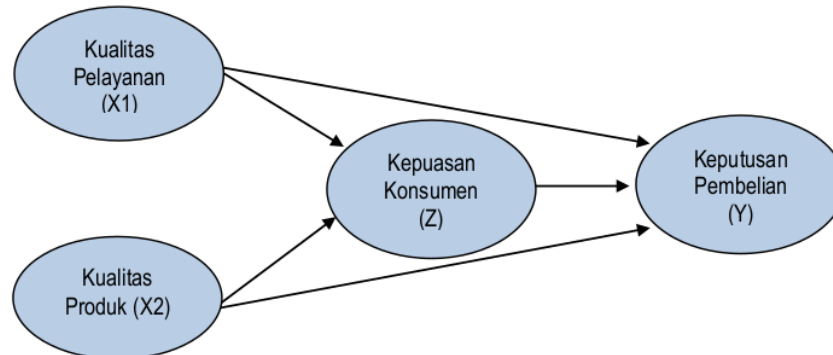 Kualitas
Pelayanan
(X1)
Kepuasan
Konsumen
(Z)
Keputusan
Pembelian
(Y)
Kualitas
Produk (X2)